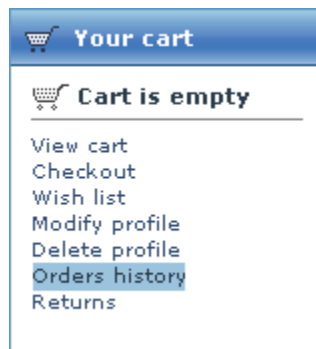 Your cart
Cart is empty
View cart
Checkout
Wish list
Modify profile
Delete profile
Orders history
Returns